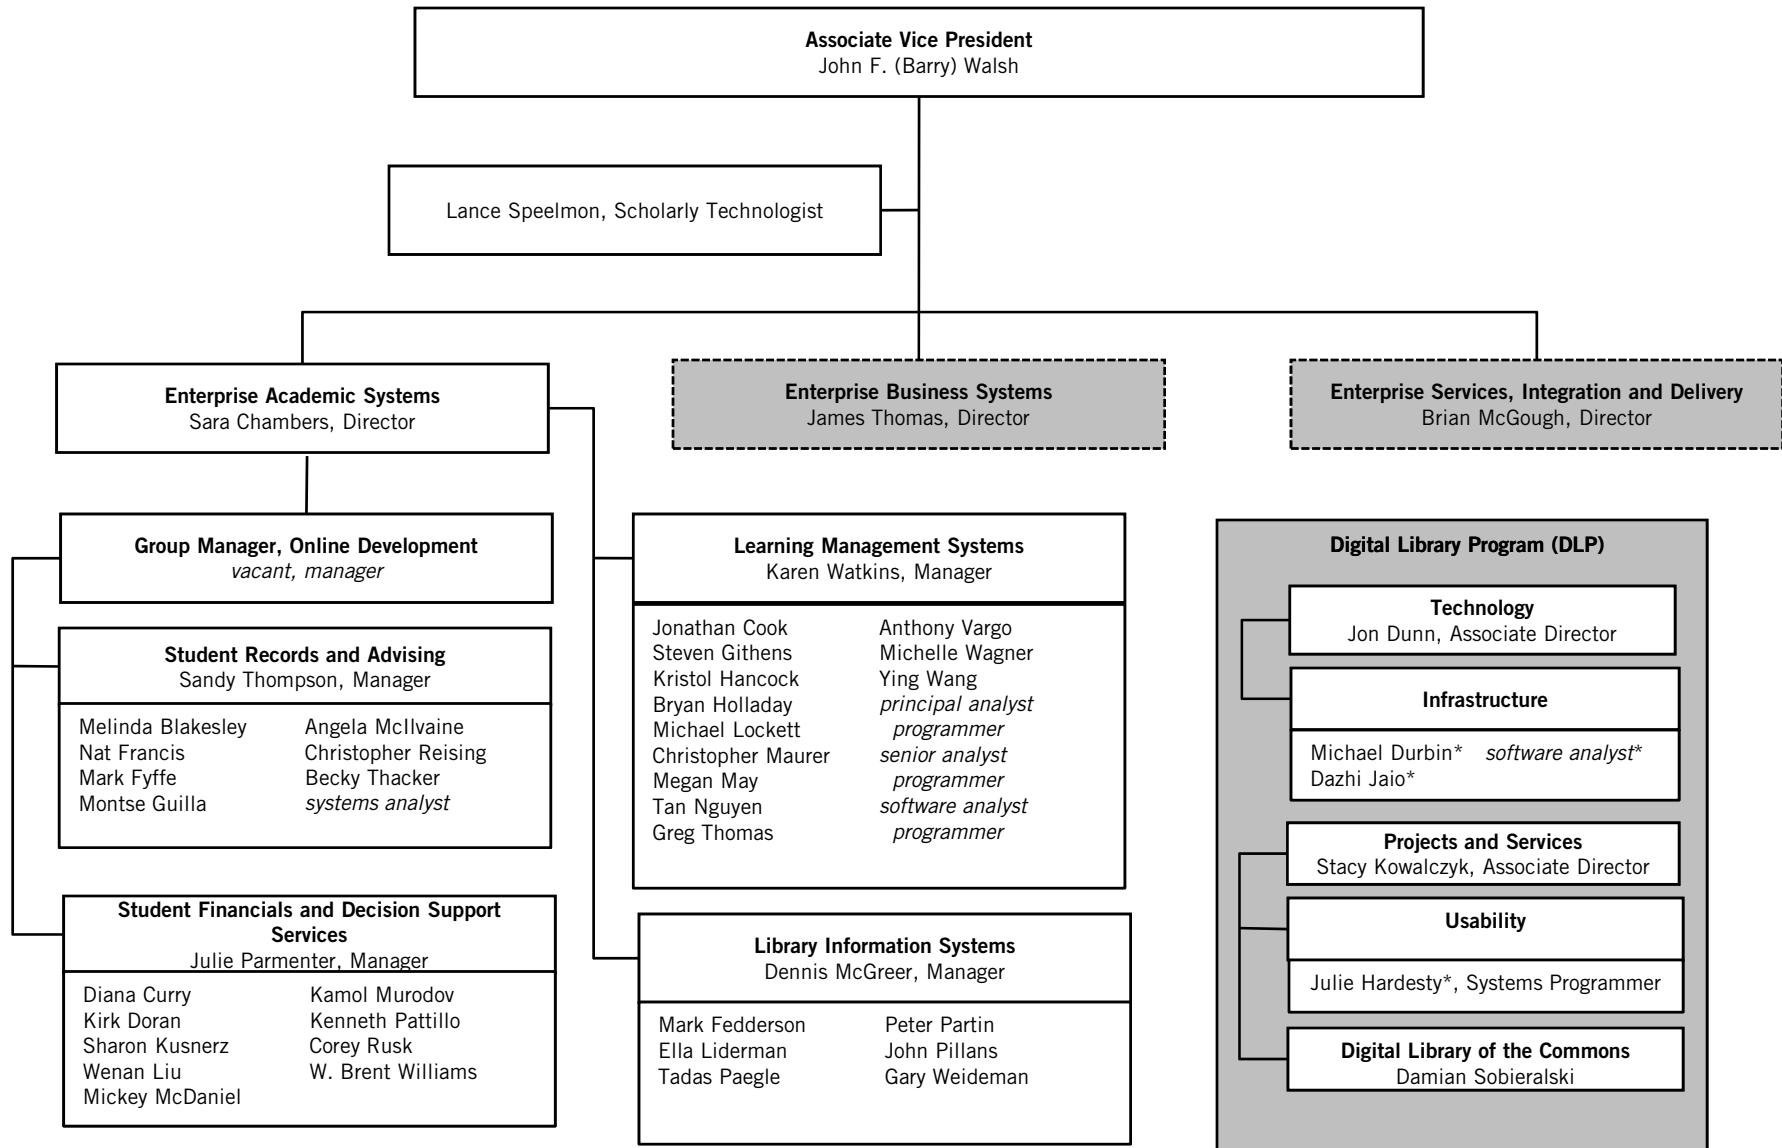 Associate Vice President
John F. (Barry) Walsh
Lance Speelmon, Scholarly Technologist
Enterprise Academic Systems
Sara Chambers, Director
Enterprise Business Systems
James Thomas, Director
Enterprise Services, Integration and Delivery
Brian McGough, Director
Group Manager, Online Development
vacant, manager
Student Records and Advising
Sandy Thompson, Manager
Melinda Blakesley
Nat Francis
Mark Fyffe
Montse Guilla
Angela McIlvaine
Christopher Reising
Becky Thacker
systems analyst
Student Financials and Decision Support
Services
Julie Parmenter, Manager
Diana Curry
Kirk Doran
Sharon Kusnerz
Wenan Liu
Mickey McDaniel
Kamol Murodov
Kenneth Pattillo
Corey Rusk
W. Brent Williams
Learning Management Systems
Karen Watkins, Manager
Jonathan Cook
Steven Githens
Kristol Hancock
Bryan Holladay
Michael Lockett
Christopher Maurer
Megan May
Tan Nguyen
Greg Thomas
Anthony Vargo
Michelle Wagner
Ying Wang
principal analyst
programmer
senior analyst
programmer
software analyst
programmer
Library Information Systems
Dennis McGreer, Manager
Mark Fedderson
Ella Liderman
Tadas Paegle
Peter Partin
John Pillans
Gary Weideman
Digital Library Program (DLP)
Technology
Jon Dunn, Associate Director
Infrastructure
Michael Durbin* software analyst*
Dazhi Jaio*
Projects and Services
Stacy Kowalczyk, Associate Director
Usability
Julie Hardesty*, Systems Programmer
Digital Library of the Commons
Damian Sobieralski